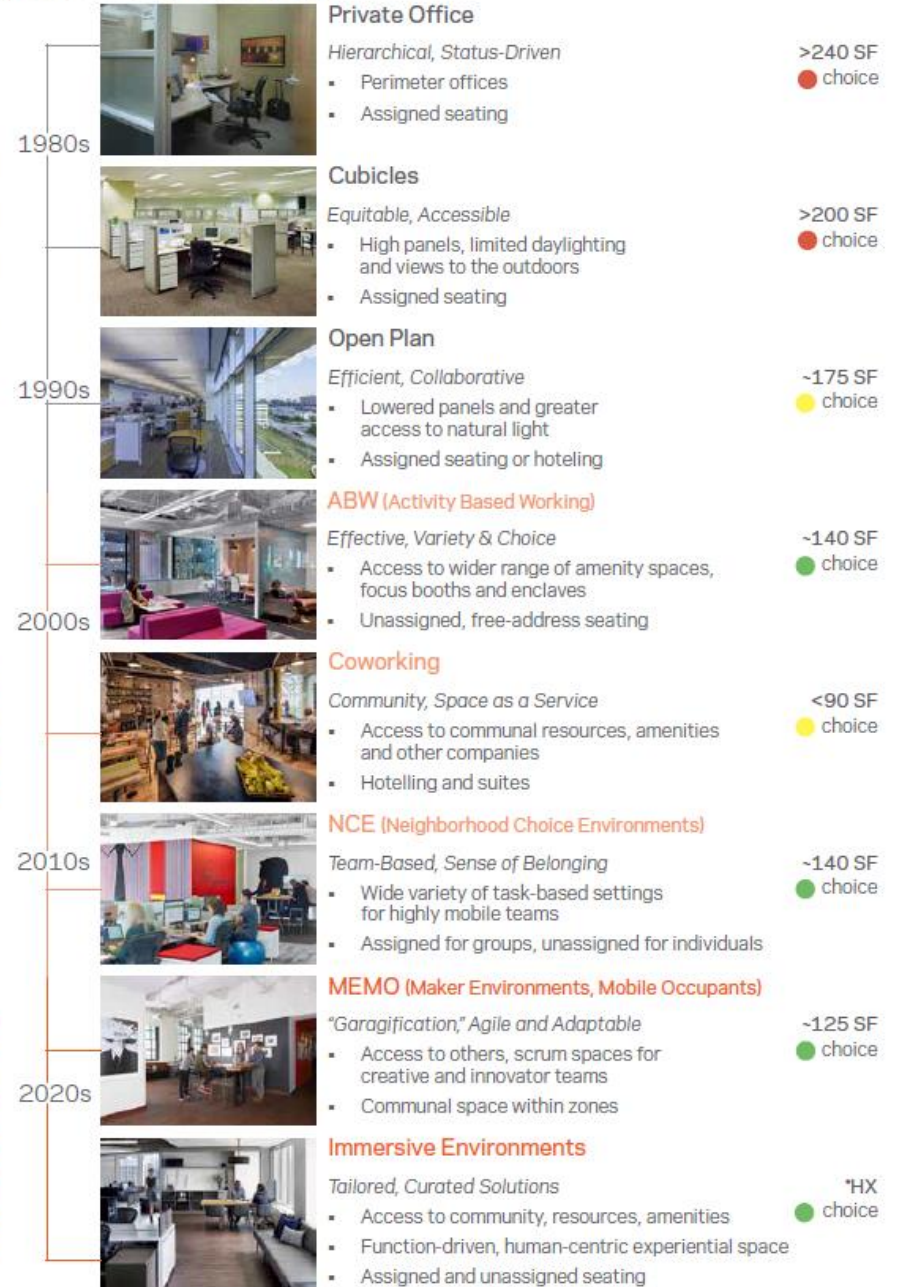 Private Office
Hierarchical, Status-Driven
>240 SF
choice
▪ Perimeter offices
▪ Assigned seating
1980s
Cubicles
Equitable, Accessible
>200 SF
choice
▪ High panels, limited daylighting
and views to the outdoors
▪ Assigned seating
Open Plan
1990s
Efficient, Collaborative
~175 SF
choice
▪ Lowered panels and greater
access to natural light
▪ Assigned seating or hoteling
ABW (Activity Based Working)
Effective, Variety & Choice
~140 SF
choice
▪ Access to wider range of amenity spaces,
focus booths and enclaves
▪ Unassigned, free-address seating
2000s
Coworking
Community, Space as a Service
<90 SF
choice
▪ Access to communal resources, amenities
and other companies
▪ Hotelling and suites
NCE (Neighborhood Choice Environments)
2010s
Team-Based, Sense of Belonging
~140 SF
choice
▪ Wide variety of task-based settings
for highly mobile teams
▪ Assigned for groups, unassigned for individuals
MEMO (Maker Environments, Mobile Occupants)
"Garagification," Agile and Adaptable
~125 SF
choice
▪ Access to others, scrum spaces for
creative and innovator teams
▪ Communal space within zones
2020s
Immersive Environments
Tailored, Curated Solutions
*HX
choice
▪ Access to community, resources, amenities
▪ Function-driven, human-centric experiential space
▪ Assigned and unassigned seating